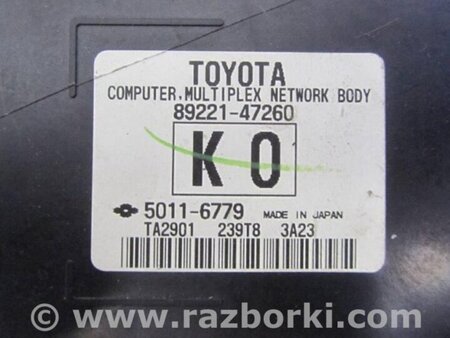 TOYOTA
COMPUTER,MULTIPLEX NETWORK BODY
89221-47260
K 0
5011-6779 MADE IN JAPAN
TA2901 239T8 3A23
© www.razborki.com